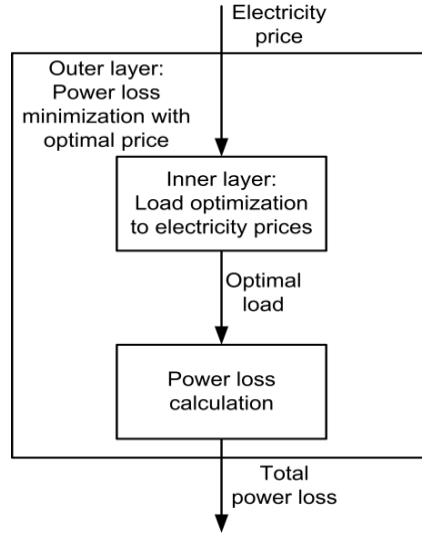 Electricity
price
Outer layer:
Power loss
minimization with
optimal price
Inner layer:
Load optimization
to electricity prices
Optimal
load
Power loss
calculation
Total
power loss